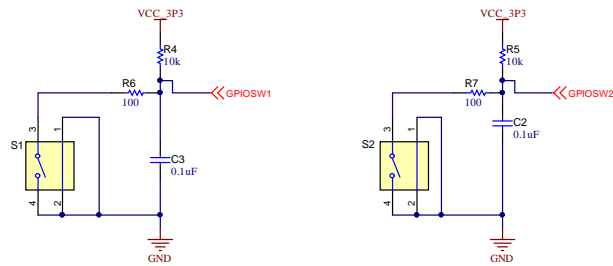 VCC_3P3
R4
10k
R6
100
GPIOSW1
3
1
S1
4
2
C3
0.1uF
GND
VCC_3P3
R5
10k
R7
100
GPIOSW2
3
1
S2
4
2
C2
0.1uF
GND